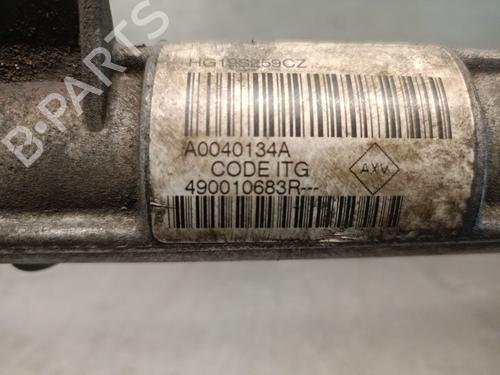 HG19S259CZ
A0040134A
CODE ITG
490010683R---
AXV
B-PARTS